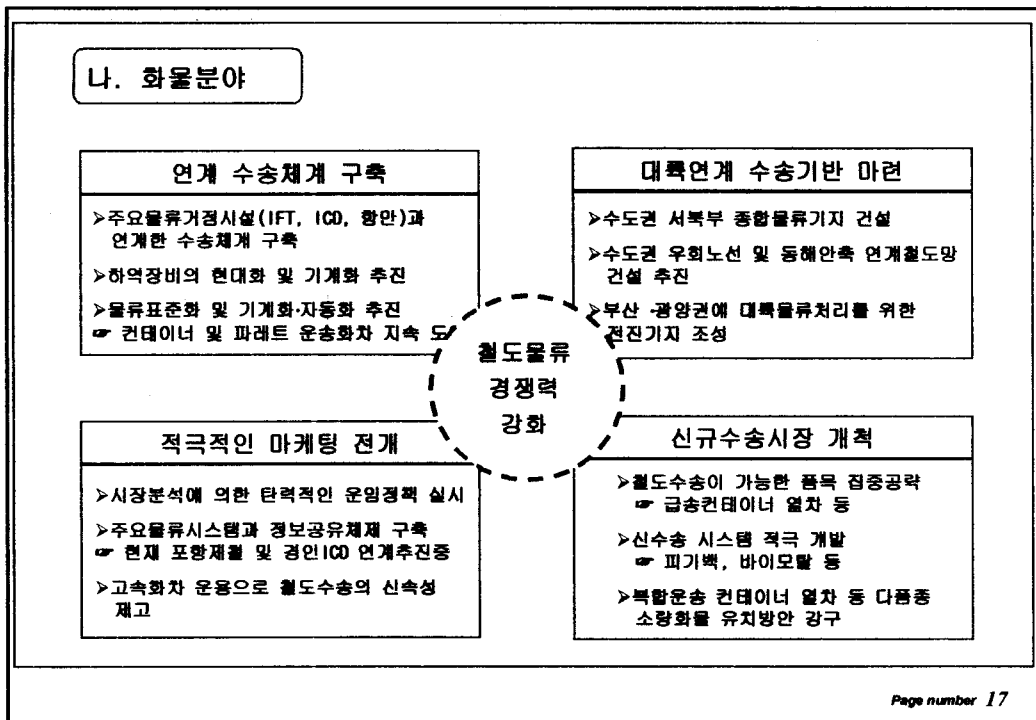 나. 화물분야
연계 수송체계 구축
➢주요물류거점시설(IFT, ICD, 항만)과
연계한 수송체계 구축
➢하역장비의 현대화 및 기계화 추진
➢물류표준화 및 기계화·자동화 추진
☞ 컨테이너 및 파레트 운송화차 지속 도
대륙연계 수송기반 마련
➢수도권 서북부 종합물류기지 건설
➢수도권 우회노선 및 동해안축 연계철도망
건설 추진
➢부산·광양권에 대륙물류처리를 위한
전진기지 조성
철도물류
경쟁력
강화
적극적인 마케팅 전개
➢시장분석에 의한 탄력적인 운임정책 실시
➢주요물류시스템과 정보공유체제 구축
☞ 현재 포항제철 및 경인ICD 연계추진중
➢고속화차 운용으로 철도수송의 신속성
제고
신규수송시장 개척
➢철도수송이 가능한 품목 집중공략
☞ 급송컨테이너 열차 등
➢신수송 시스템 적극 개발
☞ 피기백, 바이모달 등
➢복합운송 컨테이너 열차 등 다품종
소량화물 유치방안 강구
Page number 17